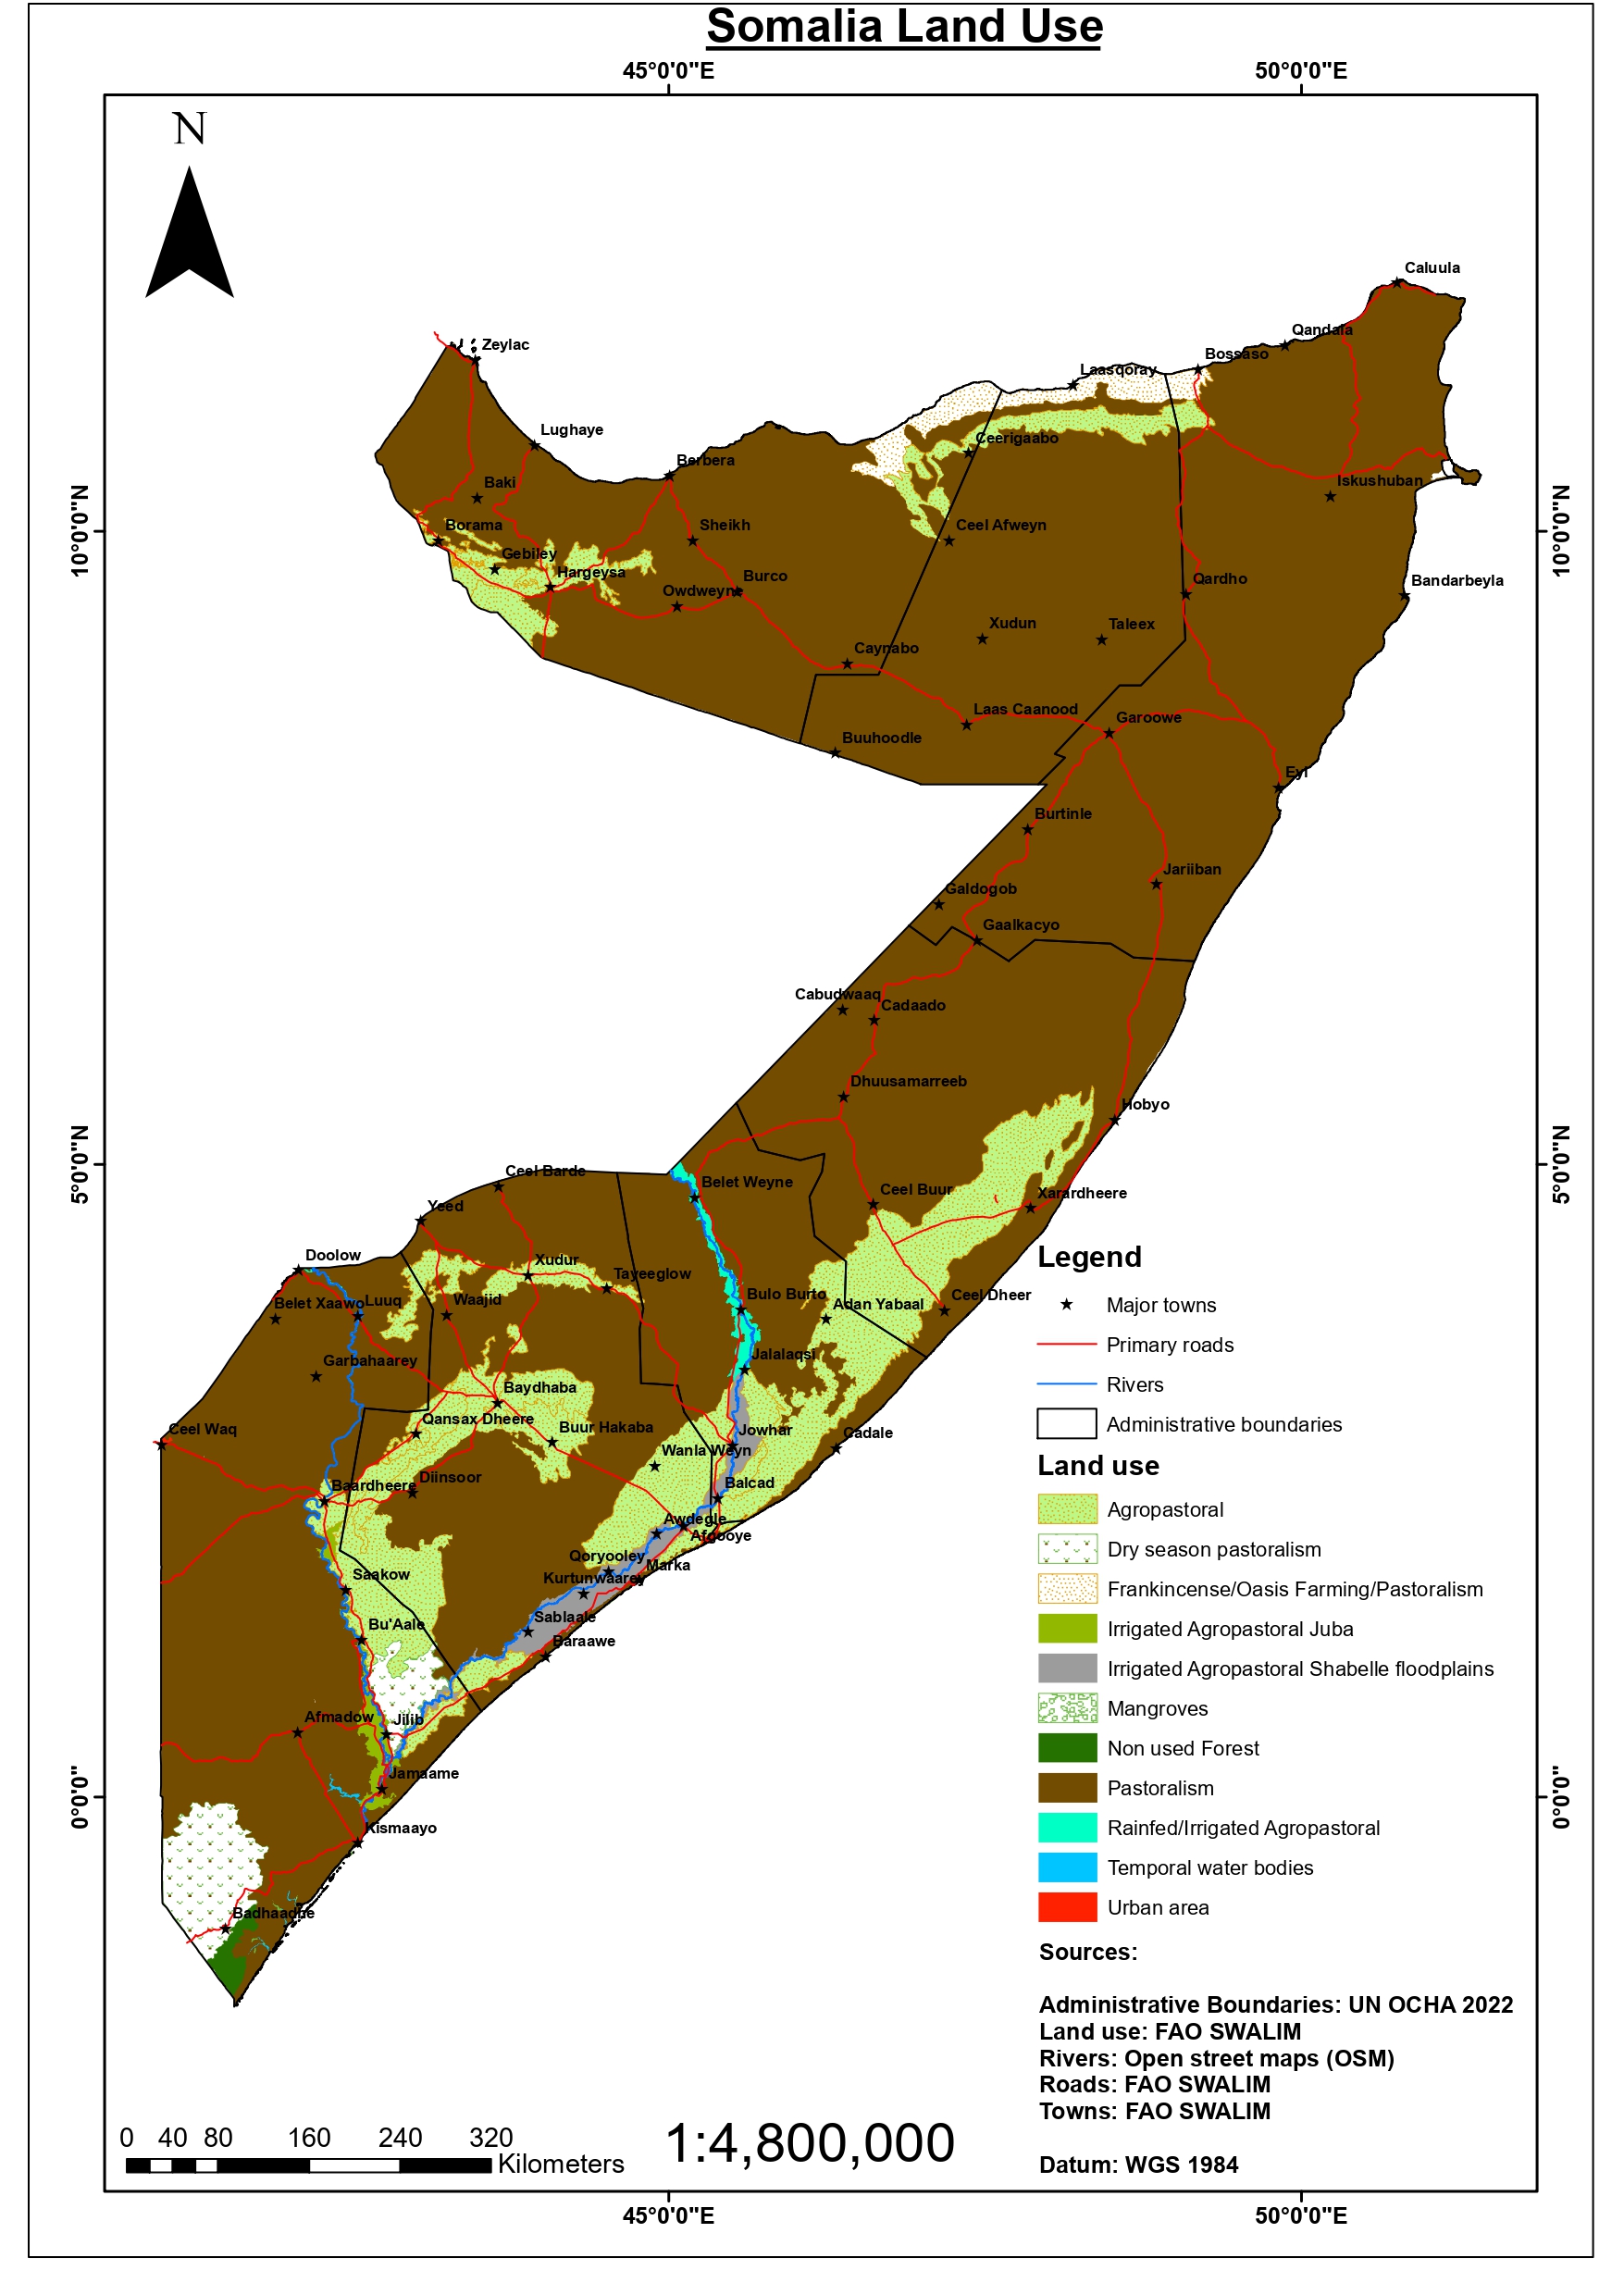 Somalia Land Use
45°0'0"E
50°0'0"E
N
Caluula
Qandala
Zeylac
Bossaso
Laasqoray
Lughaye
Ceerigaabo
Berbera
Iskushuban
Baki
10°0'0"N
10°0'0"N
Borama
Sheikh
Ceel Afweyn
Gebiley
Hargeysa
Burco
Qardho
Bandarbeyla
Owdweyne
Xudun
Taleex
Caynabo
Laas Caanood
Garoowe
Buuhoodle
Eyl
Burtinle
Jariiban
Galdogob
Gaalkacyo
Cabudwaaq
Cadaado
Dhuusamarreeb
Hobyo
5°0'0"N
5°0'0"N
Ceel Barde
Belet Weyne
Ceel Buur
Xarardheere
Yeed
Doolow
Xudur
Tayeeglow
Belet Xaawo
Luuq
Waajid
Bulo Burto
Adan Yabaal
Ceel Dheer
Jalalaqsi
Garbahaarey
Baydhaba
Qansax Dheere
Buur Hakaba
Ceel Waq
Jowhar
Cadale
Wanla Weyn
Baardheere
Diinsoor
Balcad
Awdegle
Afgooye
Qoryooley
Marka
Saakow
Kurtunwaarey
Bu'Aale
Sablaale
Baraawe
Afmadow
Jilib
Jamaame
0°0'0"
0°0'0"
Kismaayo
Badhaadhe
Legend
Major towns
Primary roads
Rivers
Administrative boundaries
Land use
Agropastoral
Dry season pastoralism
Frankincense/Oasis Farming/Pastoralism
Irrigated Agropastoral Juba
Irrigated Agropastoral Shabelle floodplains
Mangroves
Non used Forest
Pastoralism
Rainfed/Irrigated Agropastoral
Temporal water bodies
Urban area
Sources:
Administrative Boundaries: UN OCHA 2022
Land use: FAO SWALIM
Rivers: Open street maps (OSM)
Roads: FAO SWALIM
Towns: FAO SWALIM
Datum: WGS 1984
0 40 80 160 240 320
Kilometers
1:4,800,000
45°0'0"E
50°0'0"E